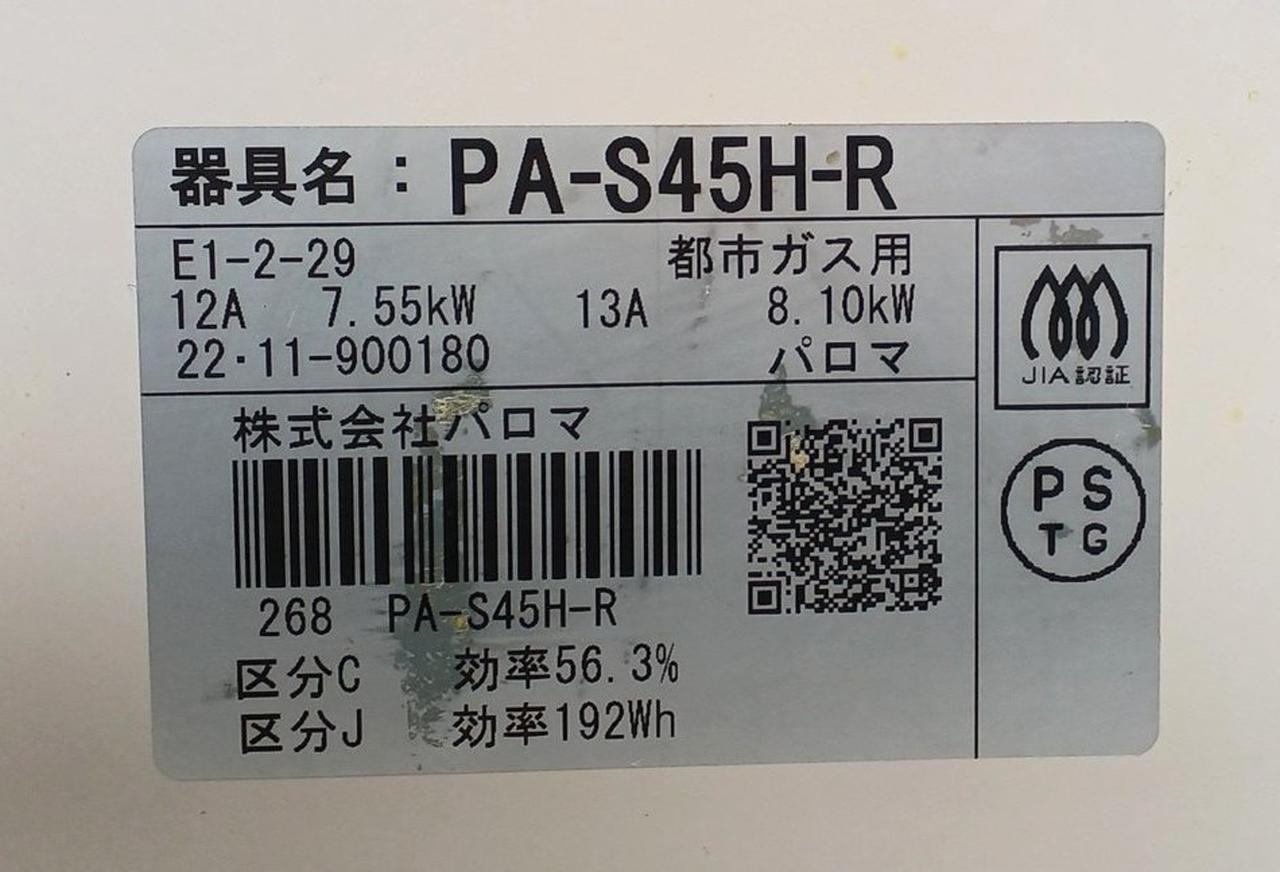 器具名：PA-S45H-R
E1-2-29 都市ガス用
12A 7.55kW 13A 8.10kW
22・11-900180 パロマ
JIA認証
PS
TG
株式会社パロマ
268 PA-S45H-R
区分C 効率56.3%
区分J 効率192Wh